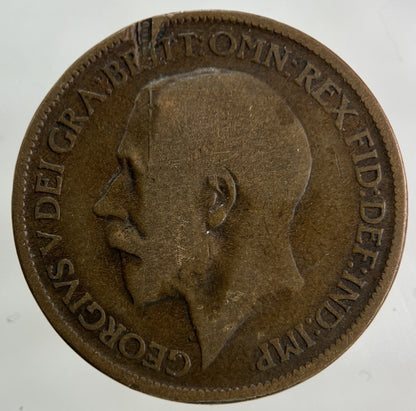 GEORGIVS V DEI GRA: BRITT: OMN: REX FID: DEF: IND: IMP: